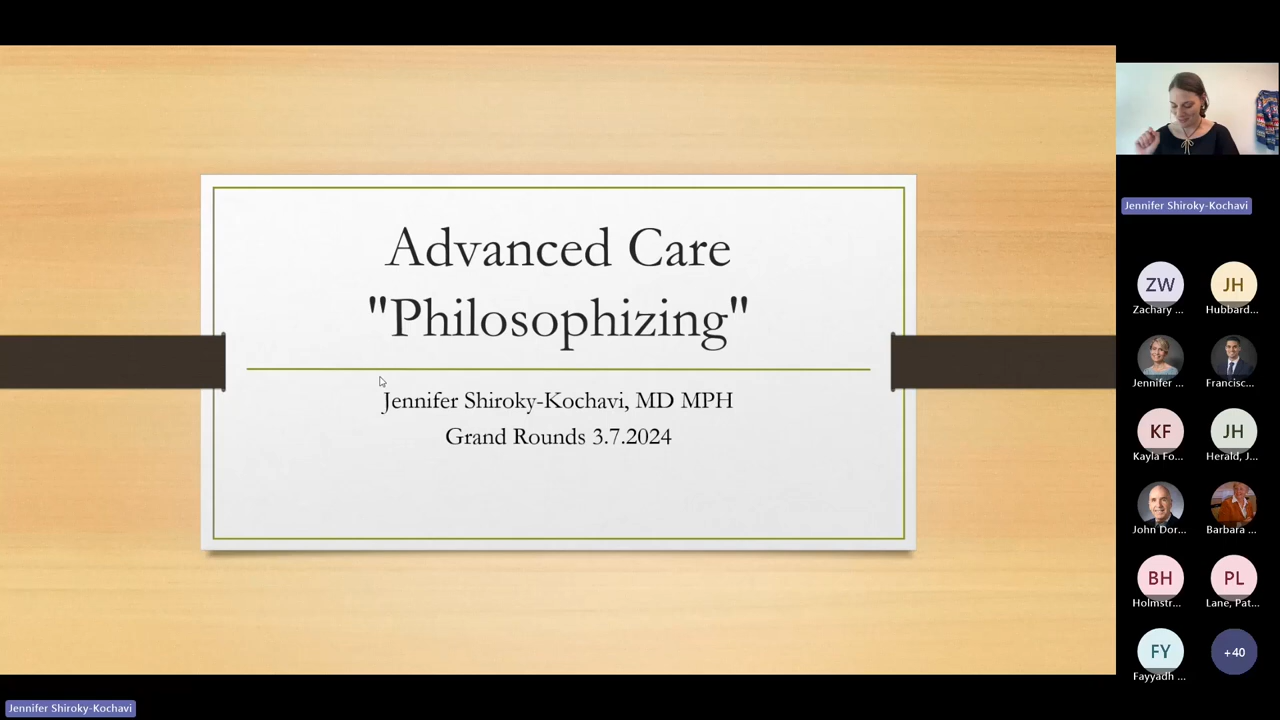 Advanced Care
"Philosophizing"
Jennifer Shiroky-Kochavi, MD MPH
Grand Rounds 3.7.2024
Jennifer Shiroky-Kochavi
ZW
JH
Zachary ...
Hubbard...
Jennifer ...
Francisc...
KF
JH
Kayla Fo...
Herald, J...
John Dor...
Barbara ...
BH
PL
Holmstr...
Lane, Pat...
FY
+40
Fayyadh ...
Jennifer Shiroky-Kochavi